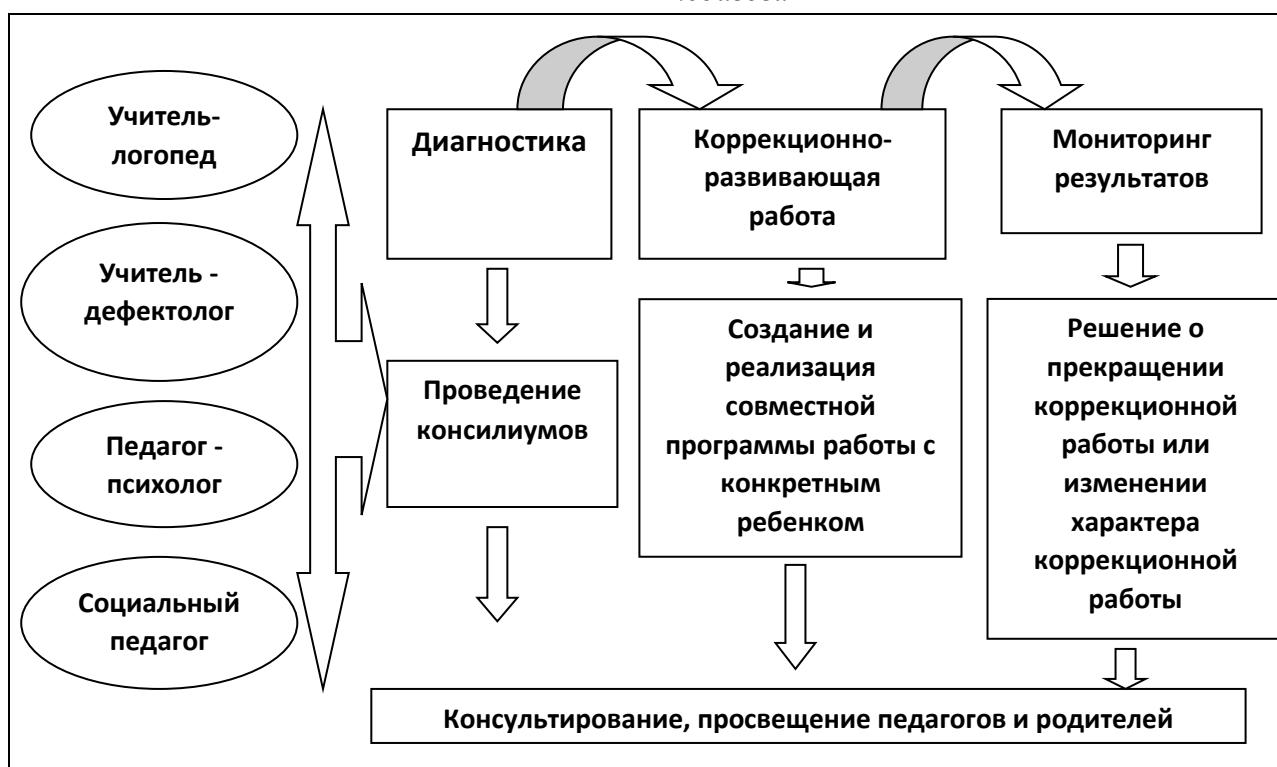 Учитель-
логопед
Учитель -
дефектолог
Педагог -
психолог
Социальный
педагог
Диагностика
Проведение
консилиумов
Коррекционно-
развивающая
работа
Создание и
реализация
совместной
программы работы с
конкретным
ребенком
Мониторинг
результатов
Решение о
прекращении
коррекционной
работы или
изменении
характера
коррекционной
работы
Консультирование, просвещение педагогов и родителей